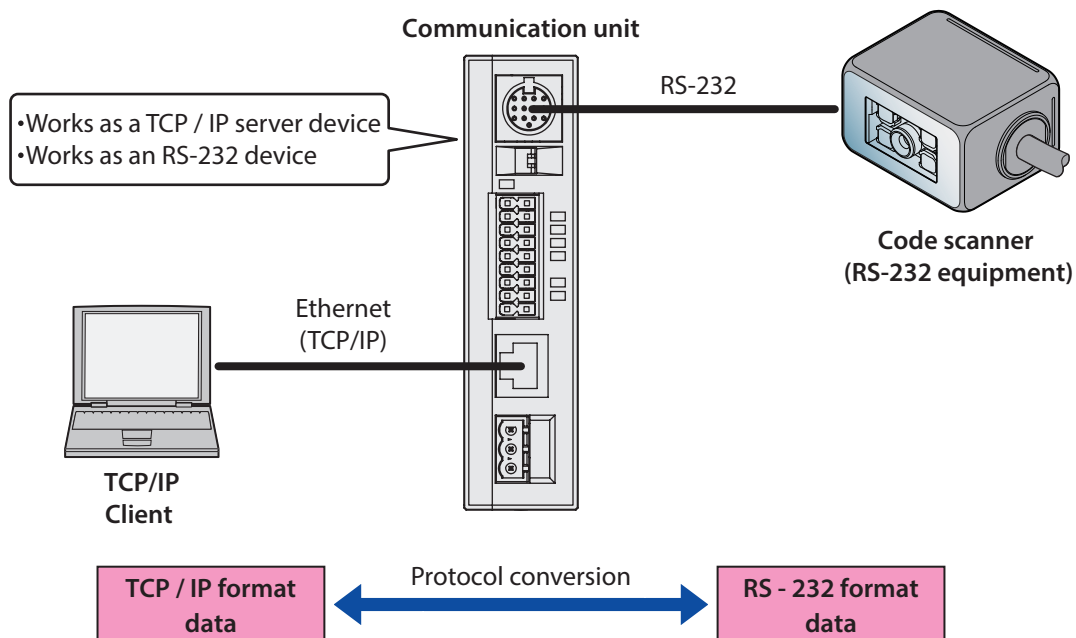 Communication unit
RS-232
•Works as a TCP / IP server device
•Works as an RS-232 device
Code scanner
(RS-232 equipment)
Ethernet
(TCP/IP)
TCP/IP
Client
TCP / IP format
data
Protocol conversion
RS - 232 format
data